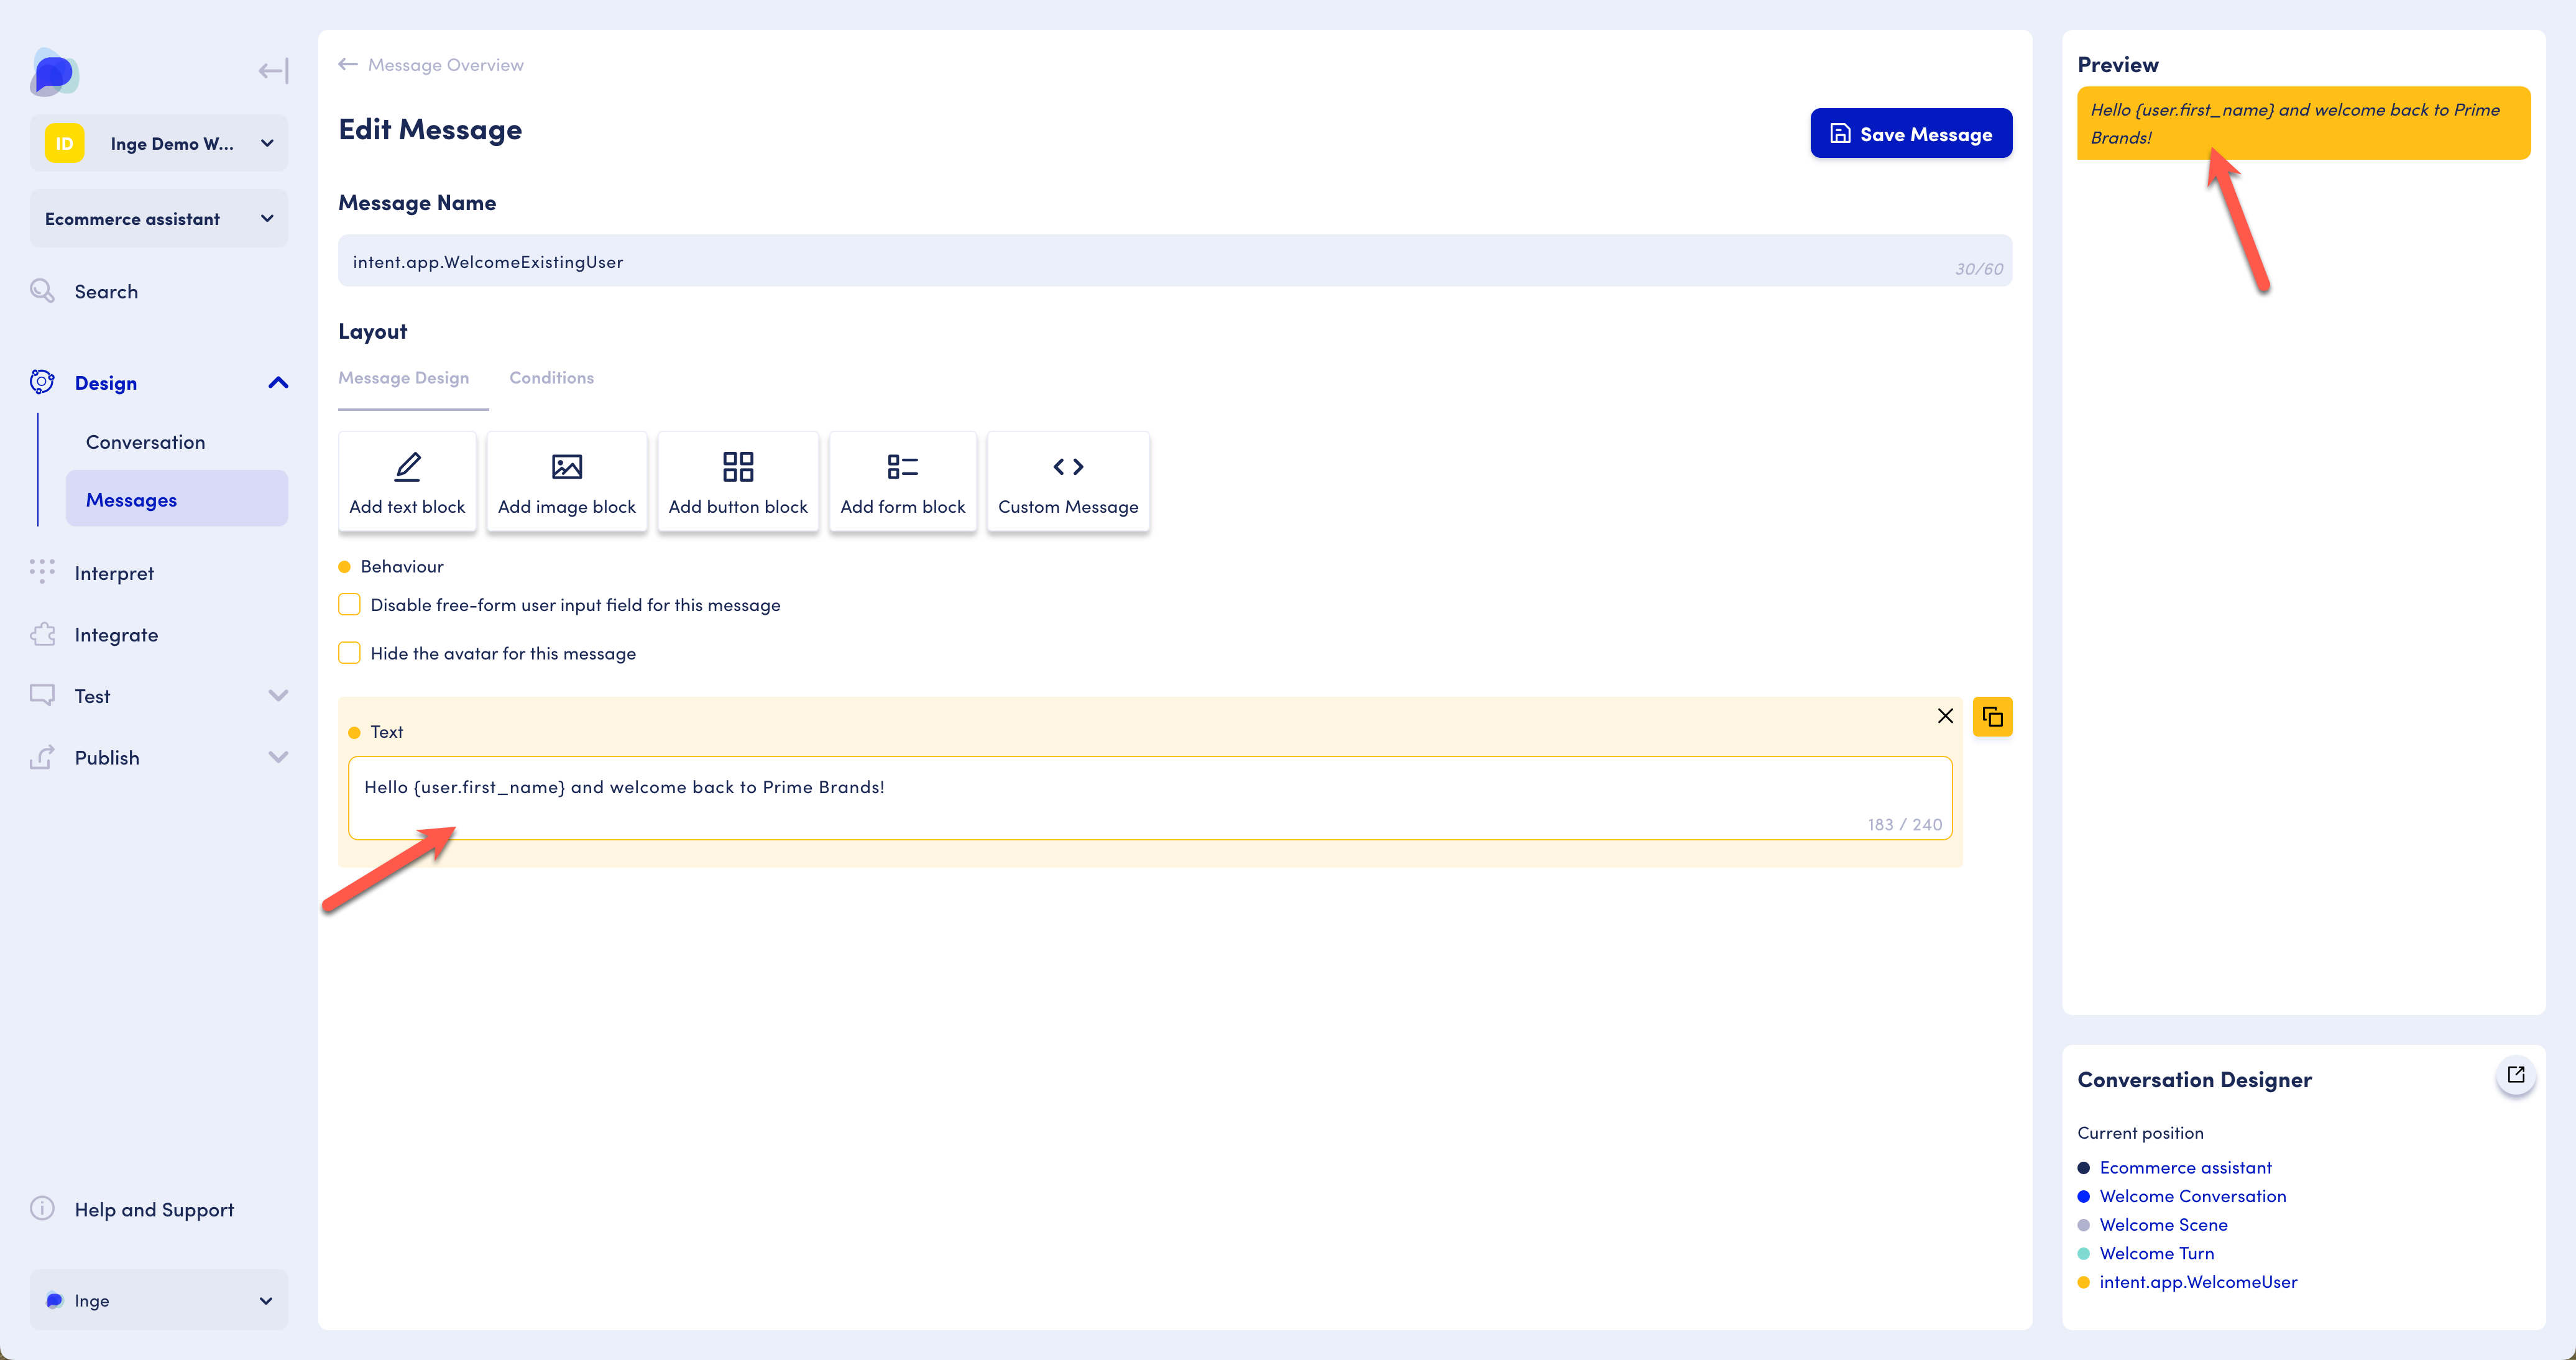 ID
Inge Demo W...
Ecommerce assistant
Search
Design
Conversation
Messages
Interpret
Integrate
Test
Publish
Help and Support
Inge
Message Overview
Edit Message
Save Message
Message Name
intent.app.WelcomeExistingUser
30/60
Layout
Message Design
Conditions
Add text block
Add image block
Add button block
Add form block
Custom Message
Behaviour
Disable free-form user input field for this message
Hide the avatar for this message
Text
Hello {user.first_name} and welcome back to Prime Brands!
183 / 240
Preview
Hello {user.first_name} and welcome back to Prime
Brands!
Conversation Designer
Current position
Ecommerce assistant
Welcome Conversation
Welcome Scene
Welcome Turn
intent.app.WelcomeUser